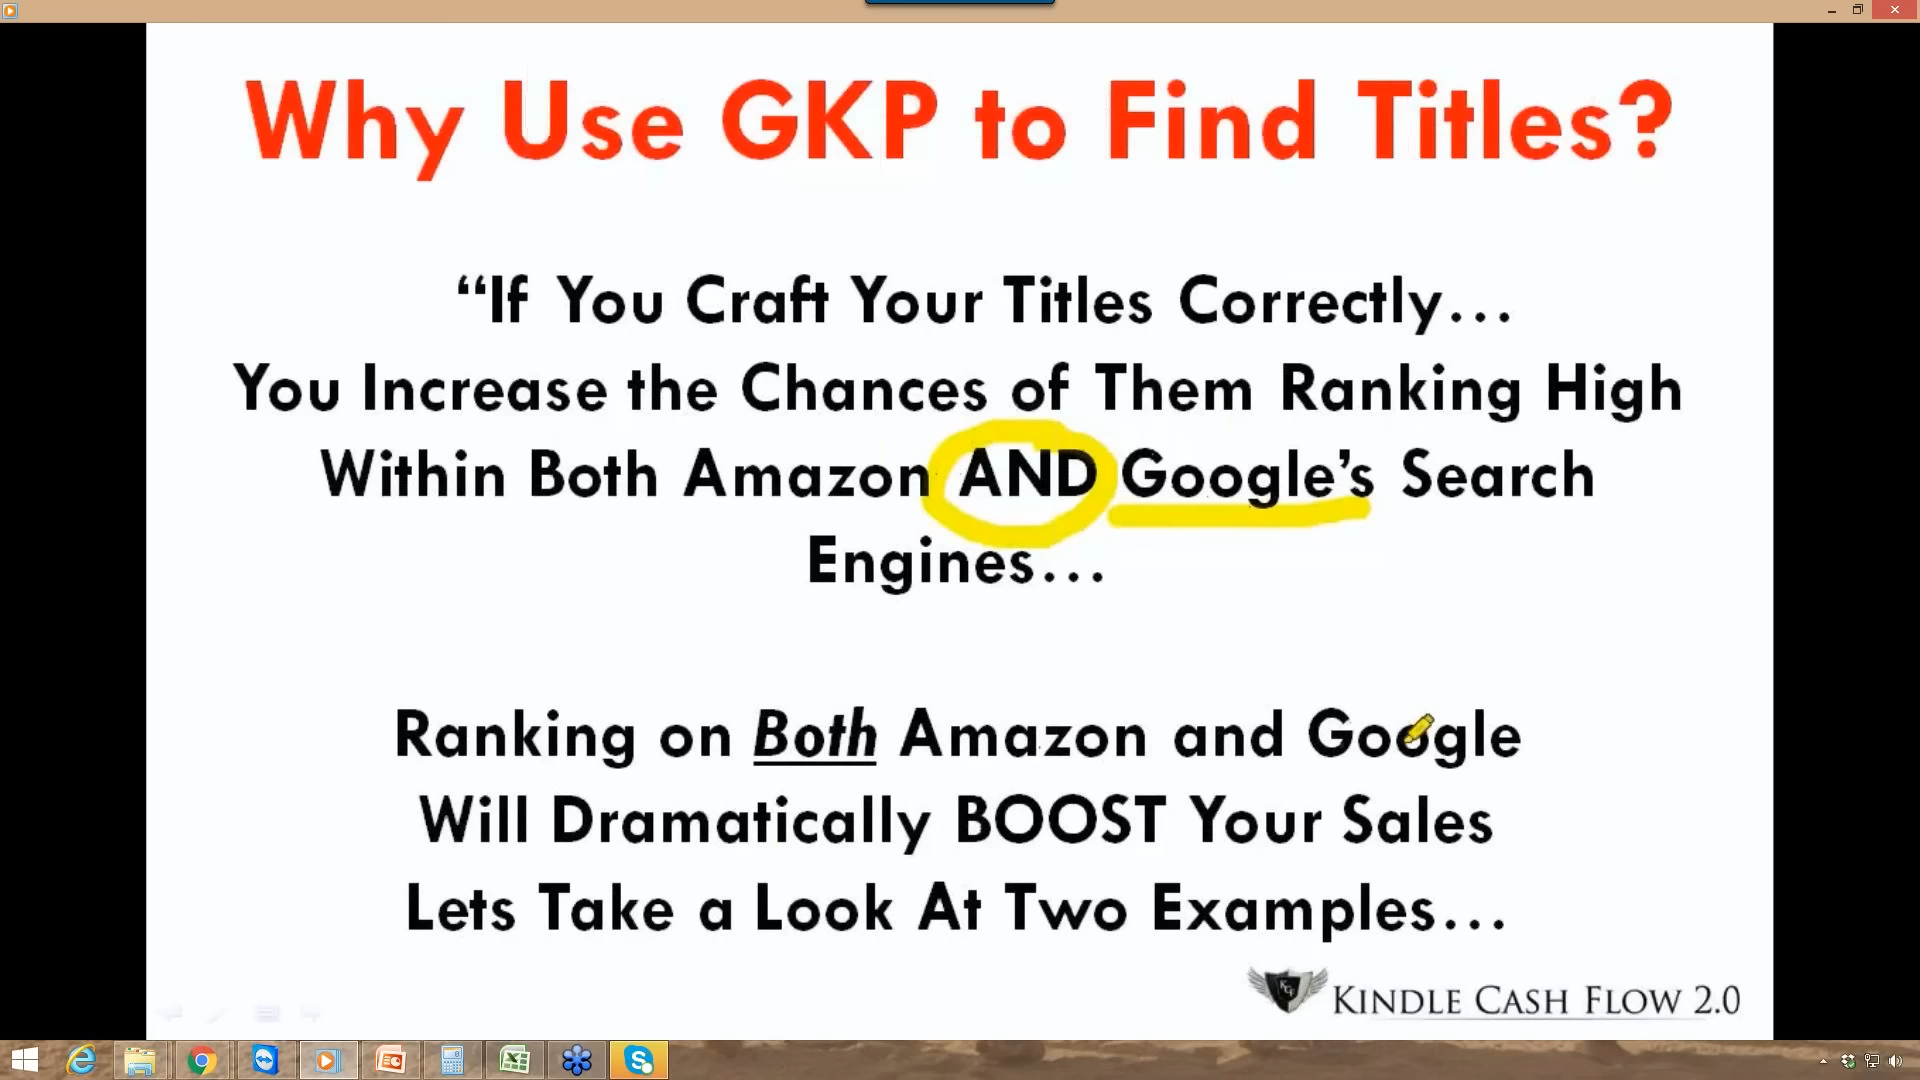 Why Use GKP to Find Titles?
“If You Craft Your Titles Correctly…
You Increase the Chances of Them Ranking High
Within Both Amazon AND Google’s Search
Engines…
Ranking on Both Amazon and Google
Will Dramatically BOOST Your Sales
Lets Take a Look At Two Examples…
KCF
KINDLE CASH FLOW 2.0